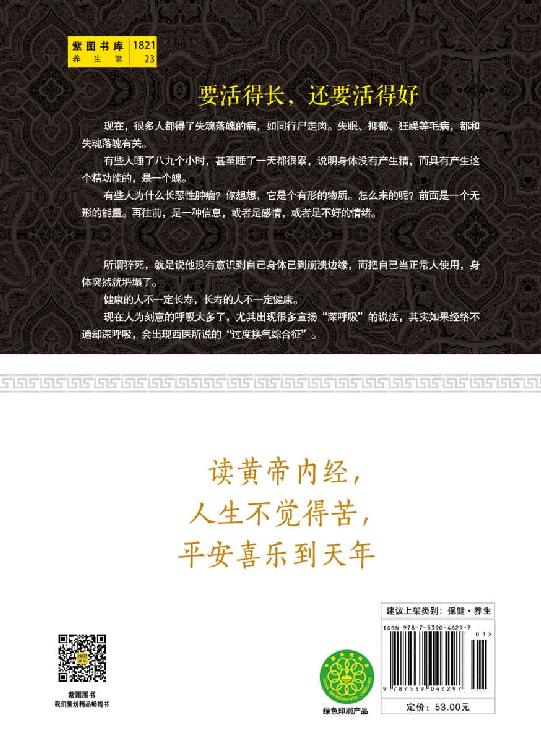 紫图书库 1821
养生堂 23
要活得长，还要活得好
现在，很多人都得了失魂落魄的病，如同行尸走肉。失眠、抑郁、狂躁等毛病，都和
失魂落魄有关。
有些人睡了八九个小时，甚至睡了一天都很累，说明身体没有产生精，而具有产生这
个精功能的，是一个魄。
有些人为什么长恶性肿瘤？你想想，它是个有形的物质。怎么来的呢？前面是一个无
形的能量。再往前，是一种信息，或者是感情，或者是不好的情绪。
所谓猝死，就是说他没有意识到自己身体已到崩溃边缘，而把自己当正常人使用，身
体突然就坍塌了。
健康的人不一定长寿，长寿的人不一定健康。
现在人为刻意的呼吸太多了，尤其出现很多宣扬“深呼吸”的说法，其实如果经络不
通却深呼吸，会出现西医所说的“过度换气综合征”。
读黄帝内经，
人生不觉得苦，
平安喜乐到天年
建议上架类别：保健·养生
ISBN 978-7-5390-4629-7
01>
9 787539 046297
定价：53.00元
紫图图书
我们策划精品畅销书
绿色印刷产品